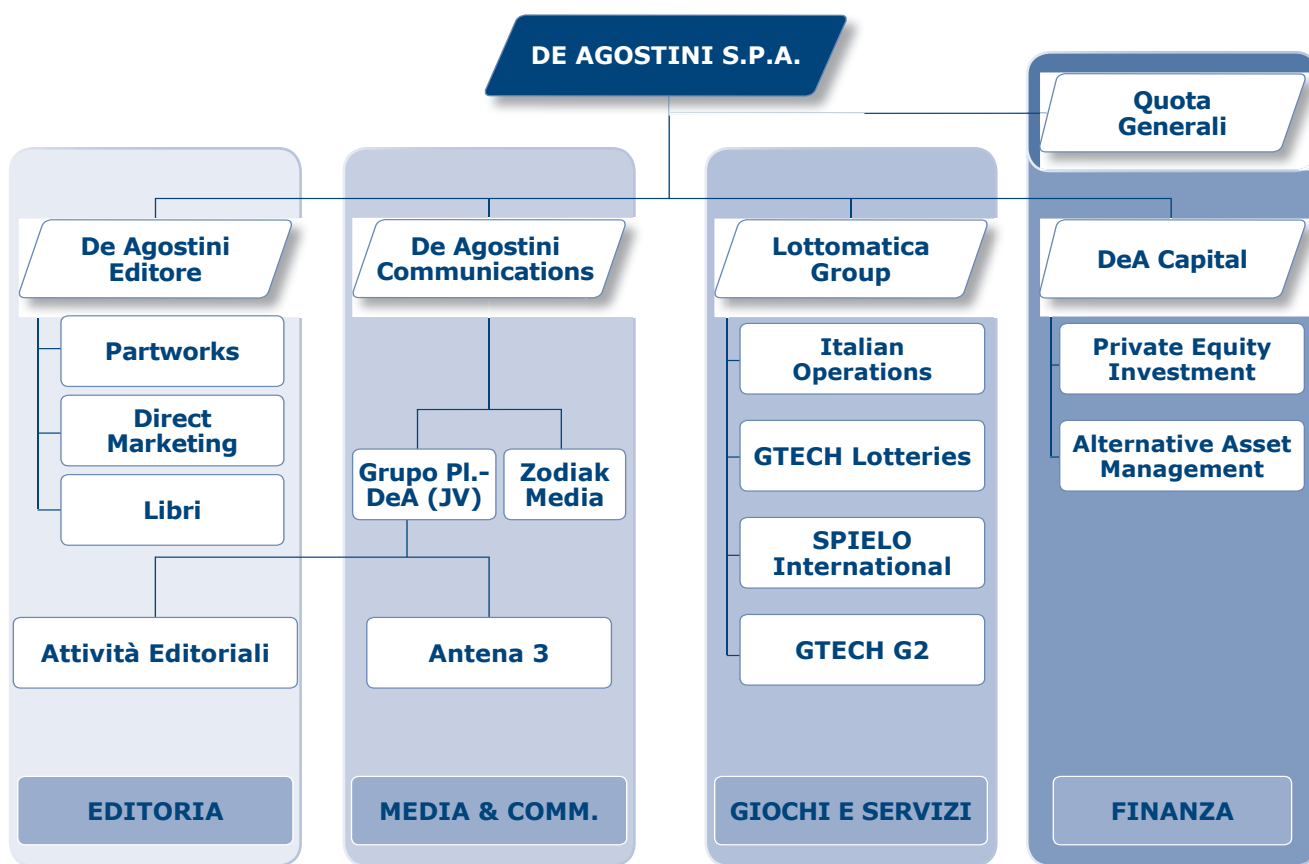 DE AGOSTINI S.P.A.
Quota
Generali
De Agostini
Editore
De Agostini
Communications
Lottomatica
Group
DeA Capital
Partworks
Direct
Marketing
Libri
Grupo Pl.-
DeA (JV)
Zodiak
Media
Italian
Operations
GTECH Lotteries
SPIELO
International
GTECH G2
Private Equity
Investment
Alternative Asset
Management
Attività Editoriali
Antena 3
EDITORIA
MEDIA & COMM.
GIOCHI E SERVIZI
FINANZA